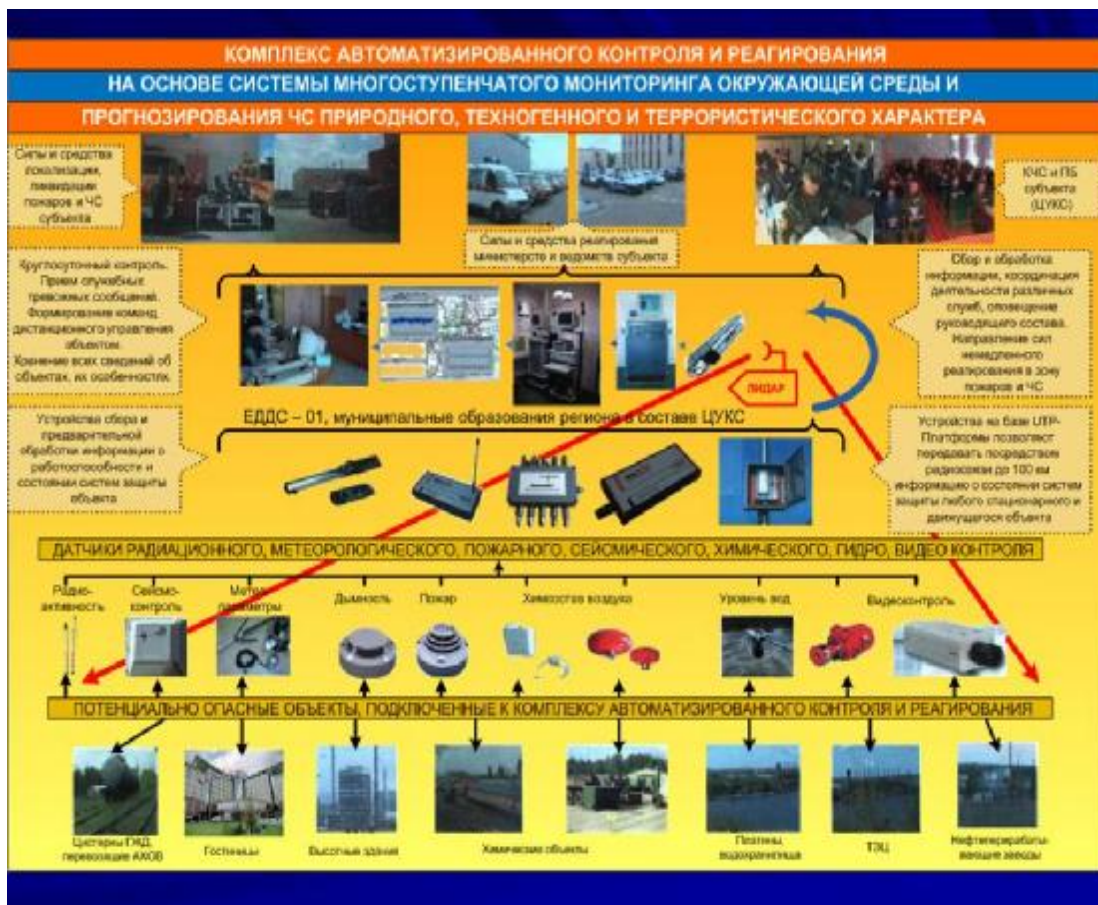 КОМПЛЕКС АВТОМАТИЗИРОВАННОГО КОНТРОЛЯ И РЕАГИРОВАНИЯ
НА ОСНОВЕ СИСТЕМЫ МНОГОСТУПЕНЧАТОГО МОНИТОРИНГА ОКРУЖАЮЩЕЙ СРЕДЫ И
ПРОГНОЗИРОВАНИЯ ЧС ПРИРОДНОГО, ТЕХНОГЕННОГО И ТЕРРОРИСТИЧЕСКОГО ХАРАКТЕРА
Силы и средства
локализации,
ликвидации
пожаров и ЧС
субъекта
КЧС и ПБ
субъекта
(ЦУКС)
Силы и средства реагирования
министерств и ведомств субъекта
Круглосуточный контроль.
Прием служебных
тревожных сообщений.
Формирование команд
дистанционного управления
объектом.
Хранение всех сведений об
объектах, их особенностях.
Сбор и обработка
информации, координация
деятельности различных
служб, оповещение
руководящего состава.
Направление сил
немедленного
реагирования в зону
пожаров и ЧС
ЛИДАР
ЕДДС – 01, муниципальные образования региона в составе ЦУКС
Устройства сбора и
предварительной
обработки информации о
работоспособности и
состоянии систем защиты
объекта
Устройства на базе UTP-
Платформы позволяют
передавать посредством
радиосвязи до 100 км
информацию о состоянии систем
защиты любого стационарного и
движущегося объекта
ДАТЧИКИ РАДИАЦИОННОГО, МЕТЕОРОЛОГИЧЕСКОГО, ПОЖАРНОГО, СЕЙСМИЧЕСКОГО, ХИМИЧЕСКОГО, ГИДРО, ВИДЕО КОНТРОЛЯ
Радио-
активность
Сейсмо-
контроль
Метео-
параметры
Дымность
Пожар
Химсостав воздуха
Уровень вод
Видеоконтроль
ПОТЕНЦИАЛЬНО ОПАСНЫЕ ОБЪЕКТЫ, ПОДКЛЮЧЕННЫЕ К КОМПЛЕКСУ АВТОМАТИЗИРОВАННОГО КОНТРОЛЯ И РЕАГИРОВАНИЯ
Цистерны ЖД,
перевозящие АХОВ
Гостиницы
Высотные здания
Химические объекты
Плотины,
водохранилища
ТЭЦ
Нефтеперерабаты-
вающие заводы